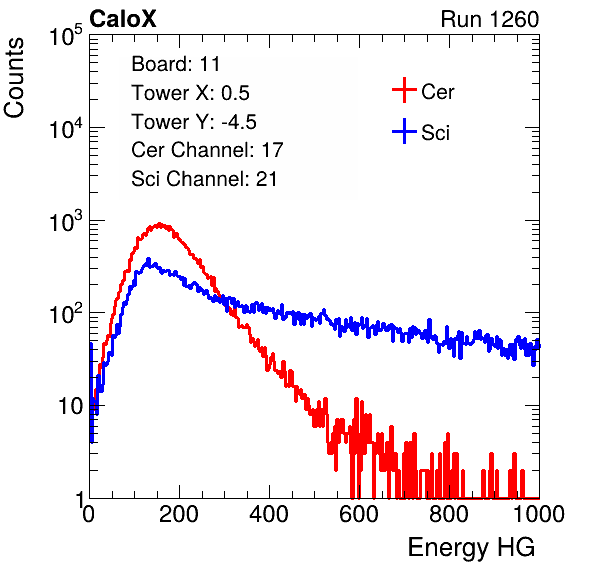 CaloX Run 1260
Counts
10^5
10^4
10^3
10^2
10
1
Board: 11
Tower X: 0.5
Tower Y: -4.5
Cer Channel: 17
Sci Channel: 21
Cer
Sci
0 200 400 600 800 1000
Energy HG